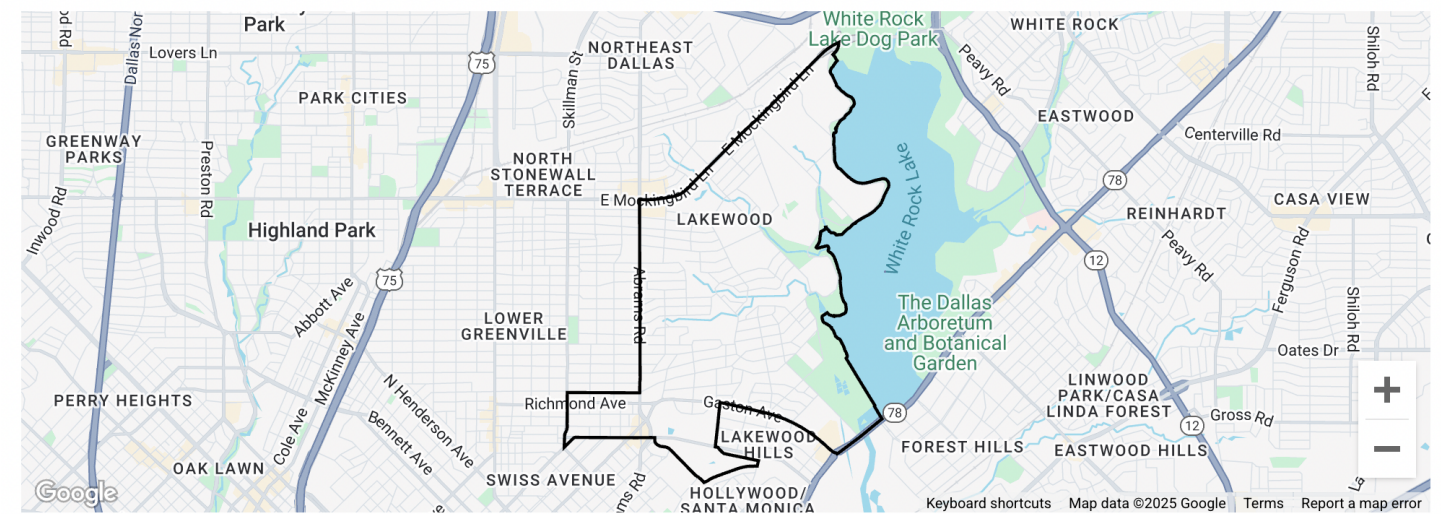 Park
White Rock
Lake Dog Park
WHITE ROCK
Shiloh Rd
Dallas Nor
Lovers Ln
NORTHEAST
DALLAS
75
Peavy Rd
Skillman St
PARK CITIES
E Mockingbird Ln
EASTWOOD
Centerville Rd
GREENWAY
PARKS
Preston Rd
NORTH
STONEWALL
TERRACE
White Rock Lake
78
E Mockingbird Ln
CASA VIEW
Inwood Rd
LAKEWOOD
REINHARDT
Highland Park
Peavy Rd
Ferguson Rd
12
75
Abbott Ave
Abrams Rd
The Dallas
Arboretum
and Botanical
Garden
Shiloh Rd
LOWER
GREENVILLE
McKinney Ave
Oates Dr
N Henderson Ave
LINWOOD
PARK/CASA
LINDA FOREST
PERRY HEIGHTS
Richmond Ave
Gaston Ave
78
Gross Rd
12
Cole Ave
Bennett Ave
LAKEWOOD
HILLS
FOREST HILLS
EASTWOOD HILLS
OAK LAWN
SWISS AVENUE
HOLLYWOOD/
SANTA MONICA
Google
Keyboard shortcuts
Map data ©2025 Google
Terms
Report a map error